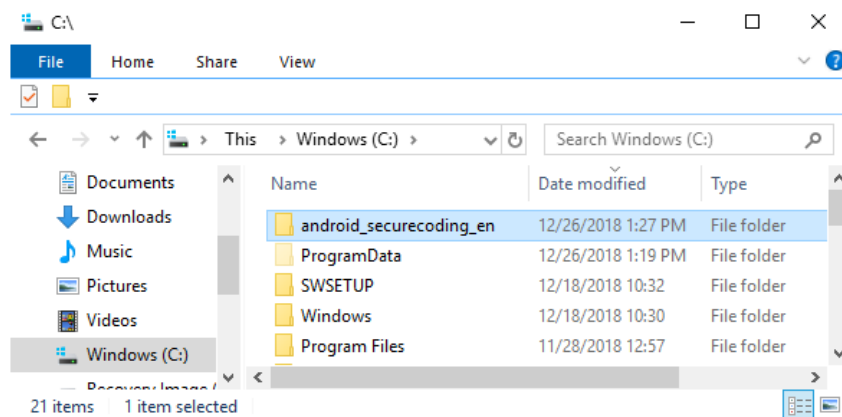 C:\
File Home Share View
This Windows (C:) Search Windows (C:)
Documents
Downloads
Music
Pictures
Videos
Windows (C:)
Name Date modified Type
android_securecoding_en 12/26/2018 1:27 PM File folder
ProgramData 12/26/2018 1:19 PM File folder
SWSETUP 12/18/2018 10:32 File folder
Windows 12/18/2018 10:30 File folder
Program Files 11/28/2018 12:57 File folder
21 items 1 item selected